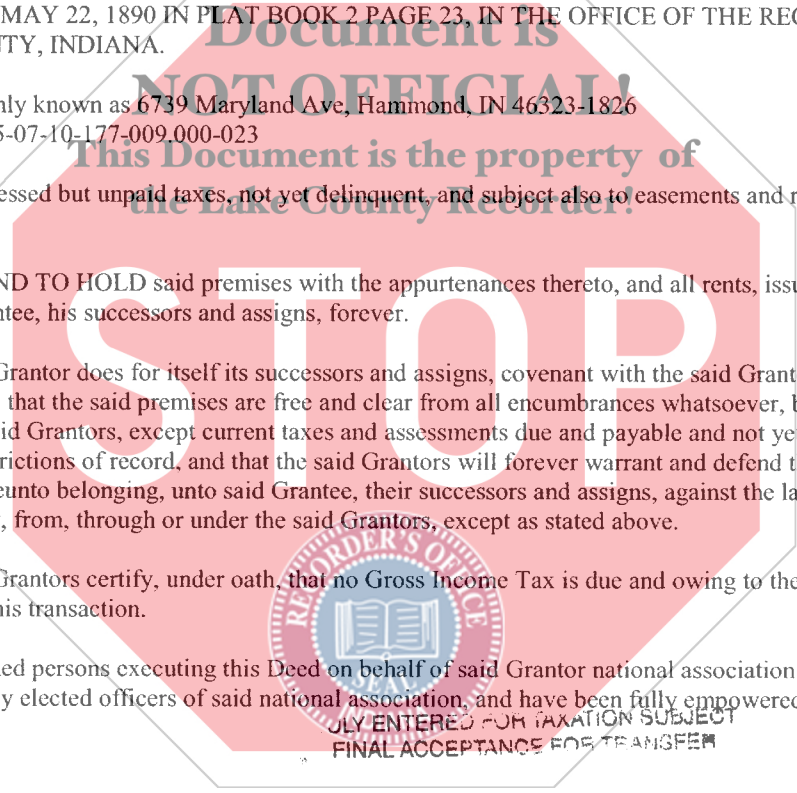 MAY 22, 1890 IN PLAT BOOK 2 PAGE 23, IN THE OFFICE OF THE REC
Document is
TY, INDIANA.
NOT OFFICIAL!
nly known as 6739 Maryland Ave, Hammond, IN 46323-1826
5-07-10-177-009.000-023
This Document is the property of
essed but unpaid taxes, not yet delinquent, and subject also to easements and r
the Lake County Recorder!
STOP
ND TO HOLD said premises with the appurtenances thereto, and all rents, issu
ntee, his successors and assigns, forever.
Grantor does for itself its successors and assigns, covenant with the said Grant
that the said premises are free and clear from all encumbrances whatsoever, b
id Grantors, except current taxes and assessments due and payable and not ye
rictions of record, and that the said Grantors will forever warrant and defend t
eunto belonging, unto said Grantee, their successors and assigns, against the la
, from, through or under the said Grantors, except as stated above.
RECORDER'S OFFICE
Grantors certify, under oath, that no Gross Income Tax is due and owing to the
his transaction.
ned persons executing this Deed on behalf of said Grantor national association
SEAL
y elected officers of said national association, and have been fully empowered
INDIANA
ULY ENTERED FOR TAXATION SUBJECT
FINAL ACCEPTANCE FOR TRANSFER